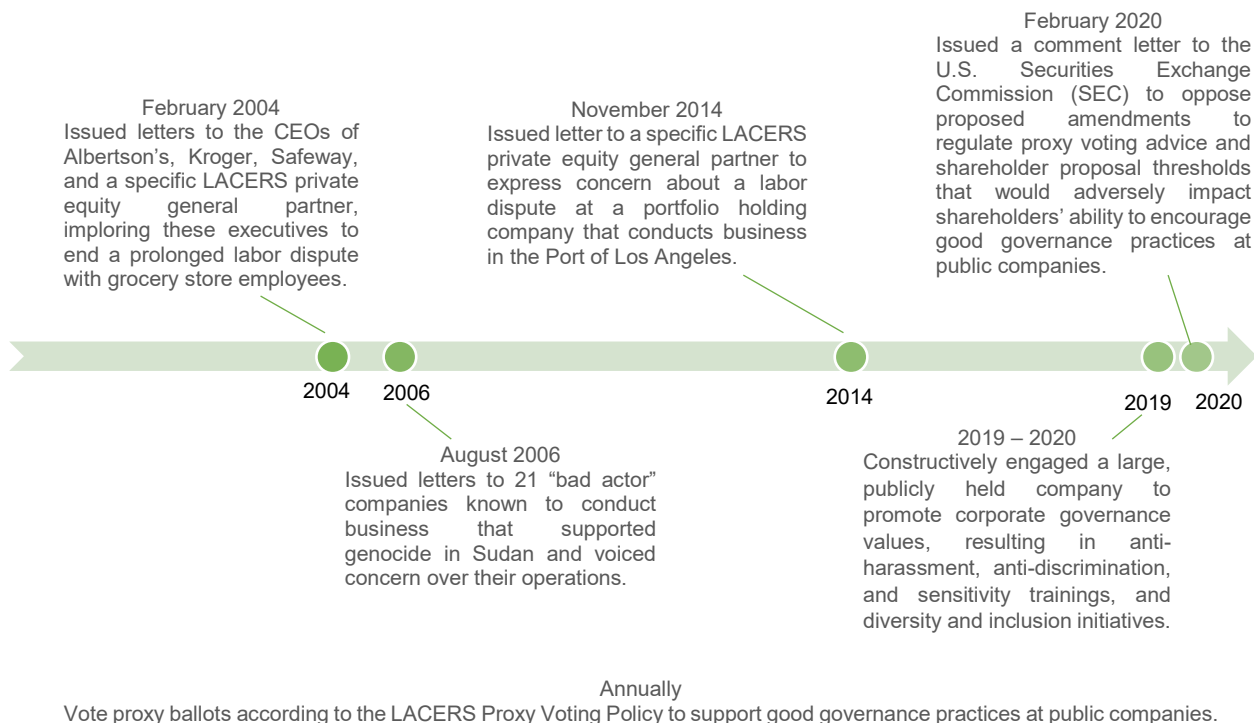 February 2004
Issued letters to the CEOs of
Albertson’s, Kroger, Safeway,
and a specific LACERS private
equity general partner,
imploring these executives to
end a prolonged labor dispute
with grocery store employees.
November 2014
Issued letter to a specific LACERS
private equity general partner to
express concern about a labor
dispute at a portfolio holding
company that conducts business
in the Port of Los Angeles.
February 2020
Issued a comment letter to the
U.S. Securities Exchange
Commission (SEC) to oppose
proposed amendments to
regulate proxy voting advice and
shareholder proposal thresholds
that would adversely impact
shareholders’ ability to encourage
good governance practices at
public companies.
2004
2006
2014
2019
2020
August 2006
Issued letters to 21 “bad actor”
companies known to conduct
business that supported
genocide in Sudan and voiced
concern over their operations.
2019 – 2020
Constructively engaged a large,
publicly held company to
promote corporate governance
values, resulting in anti-
harassment, anti-discrimination,
and sensitivity trainings, and
diversity and inclusion initiatives.
Annually
Vote proxy ballots according to the LACERS Proxy Voting Policy to support good governance practices at public companies.